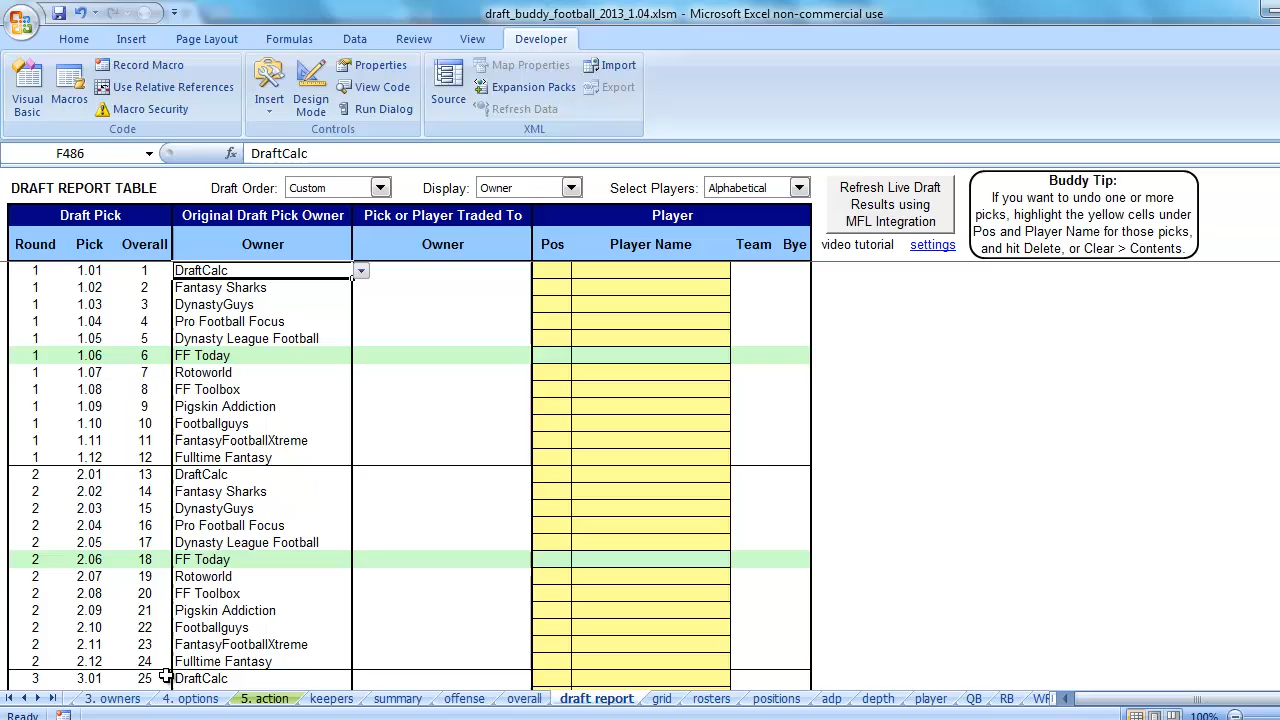 draft_buddy_football_2013_1.04.xlsm - Microsoft Excel non-commercial use
Home Insert Page Layout Formulas Data Review View Developer
Visual Basic
Macros
Record Macro
Use Relative References
Macro Security
Code
Insert
Design Mode
Properties
View Code
Run Dialog
Controls
Source
Map Properties
Expansion Packs
Refresh Data
Import
Export
XML
F486 fx DraftCalc
DRAFT REPORT TABLE Draft Order: Custom Display: Owner Select Players: Alphabetical
Refresh Live Draft
Results using
MFL Integration
video tutorial settings
Buddy Tip:
If you want to undo one or more
picks, highlight the yellow cells under
Pos and Player Name for those picks,
and hit Delete, or Clear > Contents.
Draft Pick Original Draft Pick Owner Pick or Player Traded To Player
Round Pick Overall Owner Owner Pos Player Name Team Bye
1 1.01 1 DraftCalc
1 1.02 2 Fantasy Sharks
1 1.03 3 DynastyGuys
1 1.04 4 Pro Football Focus
1 1.05 5 Dynasty League Football
1 1.06 6 FF Today
1 1.07 7 Rotoworld
1 1.08 8 FF Toolbox
1 1.09 9 Pigskin Addiction
1 1.10 10 Footballguys
1 1.11 11 FantasyFootballXtreme
1 1.12 12 Fulltime Fantasy
2 2.01 13 DraftCalc
2 2.02 14 Fantasy Sharks
2 2.03 15 DynastyGuys
2 2.04 16 Pro Football Focus
2 2.05 17 Dynasty League Football
2 2.06 18 FF Today
2 2.07 19 Rotoworld
2 2.08 20 FF Toolbox
2 2.09 21 Pigskin Addiction
2 2.10 22 Footballguys
2 2.11 23 FantasyFootballXtreme
2 2.12 24 Fulltime Fantasy
3 3.01 25 DraftCalc
3. owners 4. options 5. action keepers summary offense overall draft report grid rosters positions adp depth player QB RB
Ready 100%